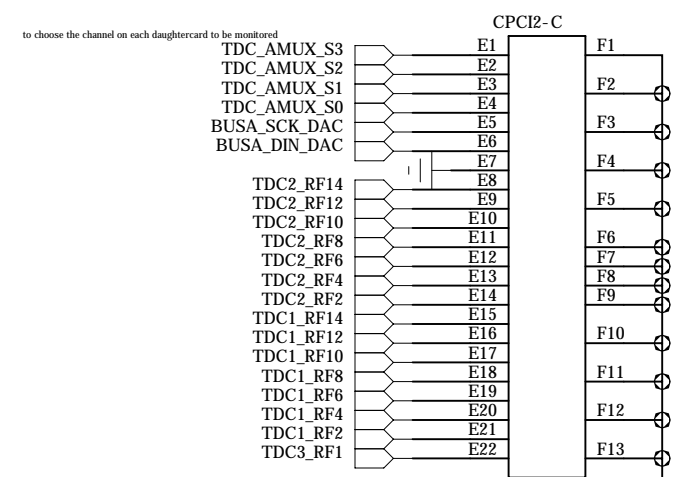 CPCI2-C
to choose the channel on each daughtercard to be monitored
TDC_AMUX_S3 E1 F1
TDC_AMUX_S2 E2
TDC_AMUX_S1 E3 F2
TDC_AMUX_S0 E4
BUSA_SCK_DAC E5 F3
BUSA_DIN_DAC E6
E7 F4
TDC2_RF14 E8
TDC2_RF12 E9 F5
TDC2_RF10 E10
TDC2_RF8 E11 F6
TDC2_RF6 E12 F7
TDC2_RF4 E13 F8
TDC2_RF2 E14 F9
TDC1_RF14 E15
TDC1_RF12 E16 F10
TDC1_RF10 E17
TDC1_RF8 E18 F11
TDC1_RF6 E19
TDC1_RF4 E20 F12
TDC1_RF2 E21
TDC3_RF1 E22 F13